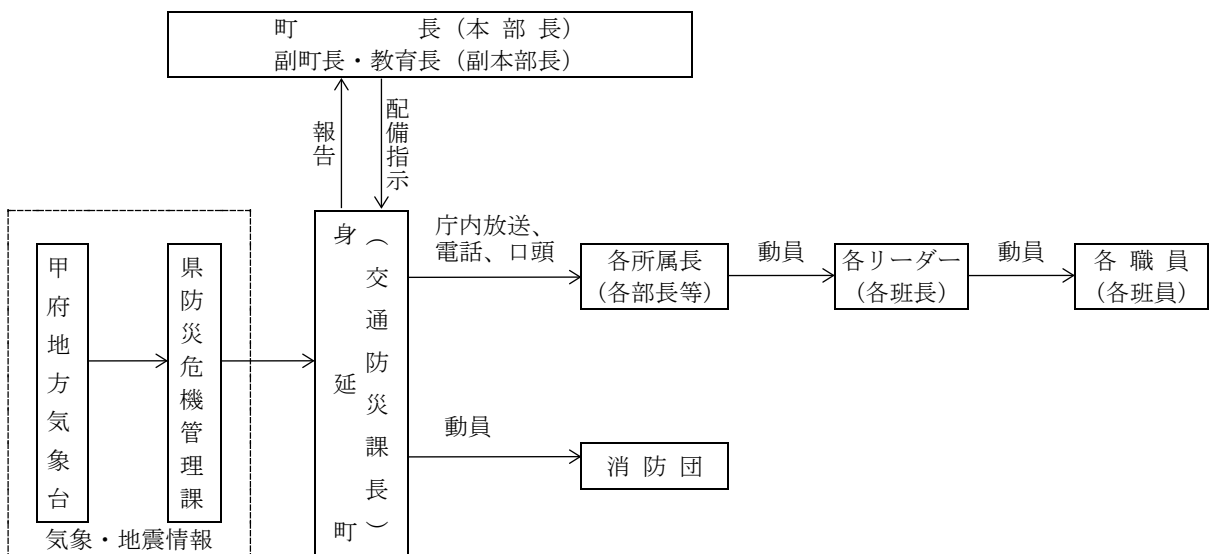 町　　　　　長（本 部 長）
副町長・教育長（副本部長）
報告
配備指示
甲府地方気象台
県防災危機管理課
気象・地震情報
身延町
（交通防災課長）
庁内放送、
電話、口頭
各所属長
（各部長等）
動員
各リーダー
（各班長）
動員
各 職 員
（各班員）
動員
消 防 団